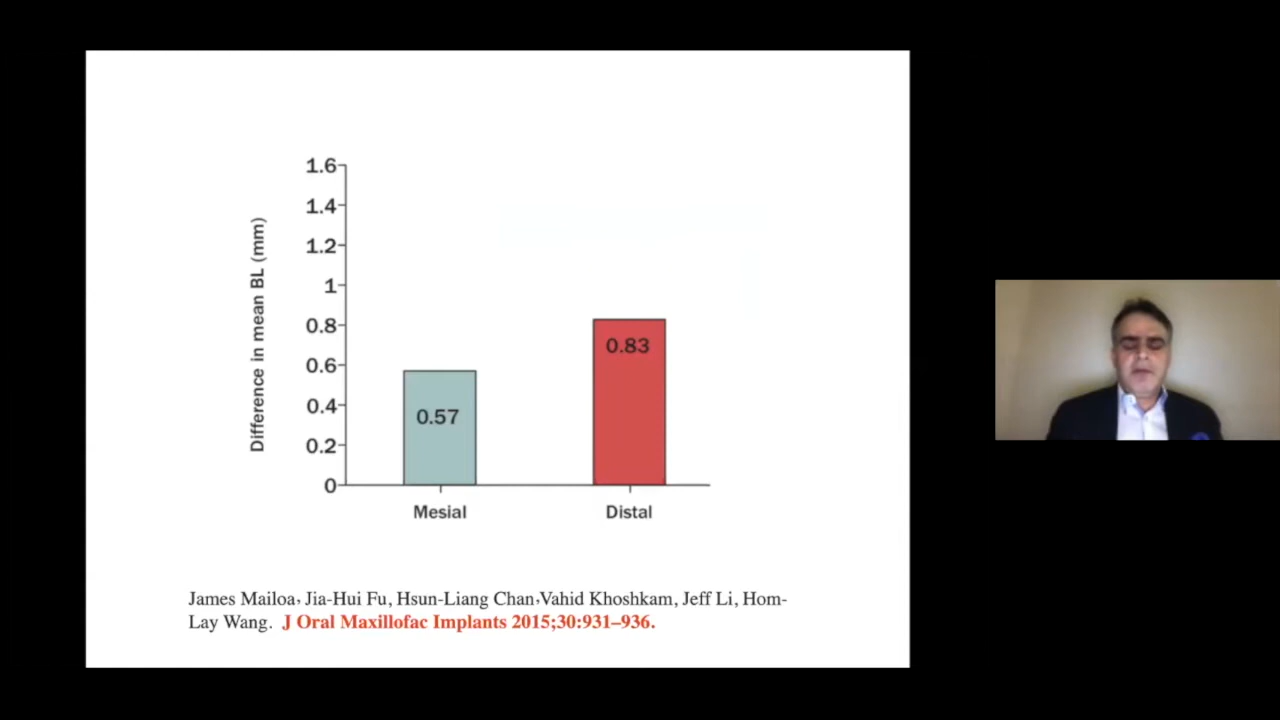 1.6
1.4
1.2
1
0.8
0.6
0.4
0.2
0
Difference in mean BL (mm)
0.57
0.83
Mesial
Distal
James Mailoa, Jia-Hui Fu, Hsun-Liang Chan,Vahid Khoshkam, Jeff Li, Hom-
Lay Wang. J Oral Maxillofac Implants 2015;30:931–936.